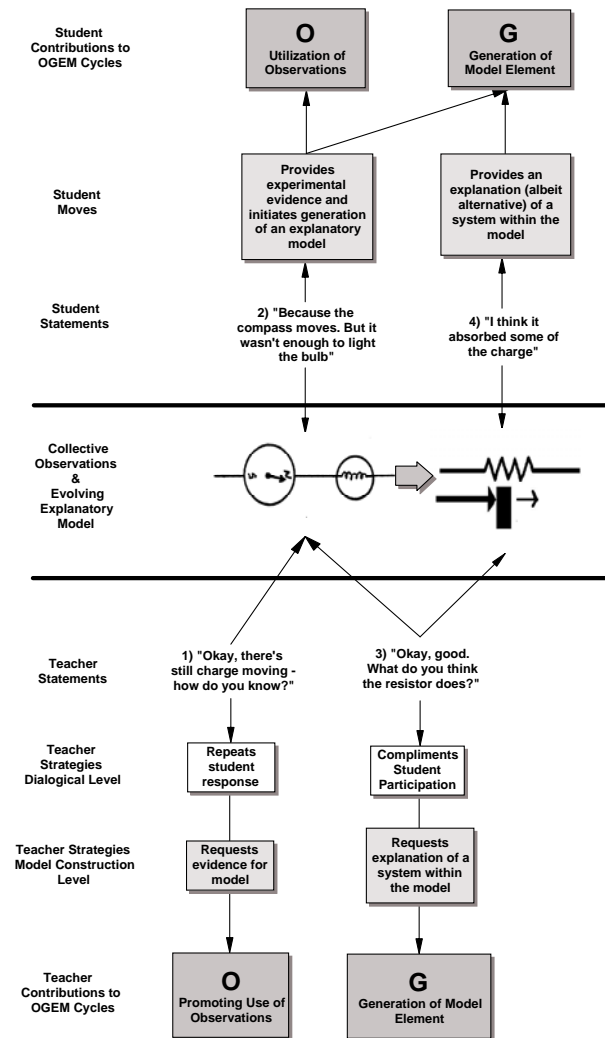 Student
Contributions to
OGEM Cycles
O
Utilization of
Observations
G
Generation of
Model Element
Student
Moves
Provides
experimental
evidence and
initiates generation
of an explanatory
model
Provides an
explanation (albeit
alternative) of a
system within the
model
Student
Statements
2) "Because the
compass moves. But it
wasn't enough to light
the bulb"
4) "I think it
absorbed some of
the charge"
Collective
Observations
&
Evolving
Explanatory
Model
Teacher
Statements
1) "Okay, there's
still charge moving -
how do you know?"
3) "Okay, good.
What do you think
the resistor does?"
Teacher
Strategies
Dialogical Level
Repeats
student
response
Compliments
Student
Participation
Teacher Strategies
Model Construction
Level
Requests
evidence for
model
Requests
explanation of a
system within
the model
Teacher
Contributions to
OGEM Cycles
O
Promoting Use of
Observations
G
Generation of Model
Element